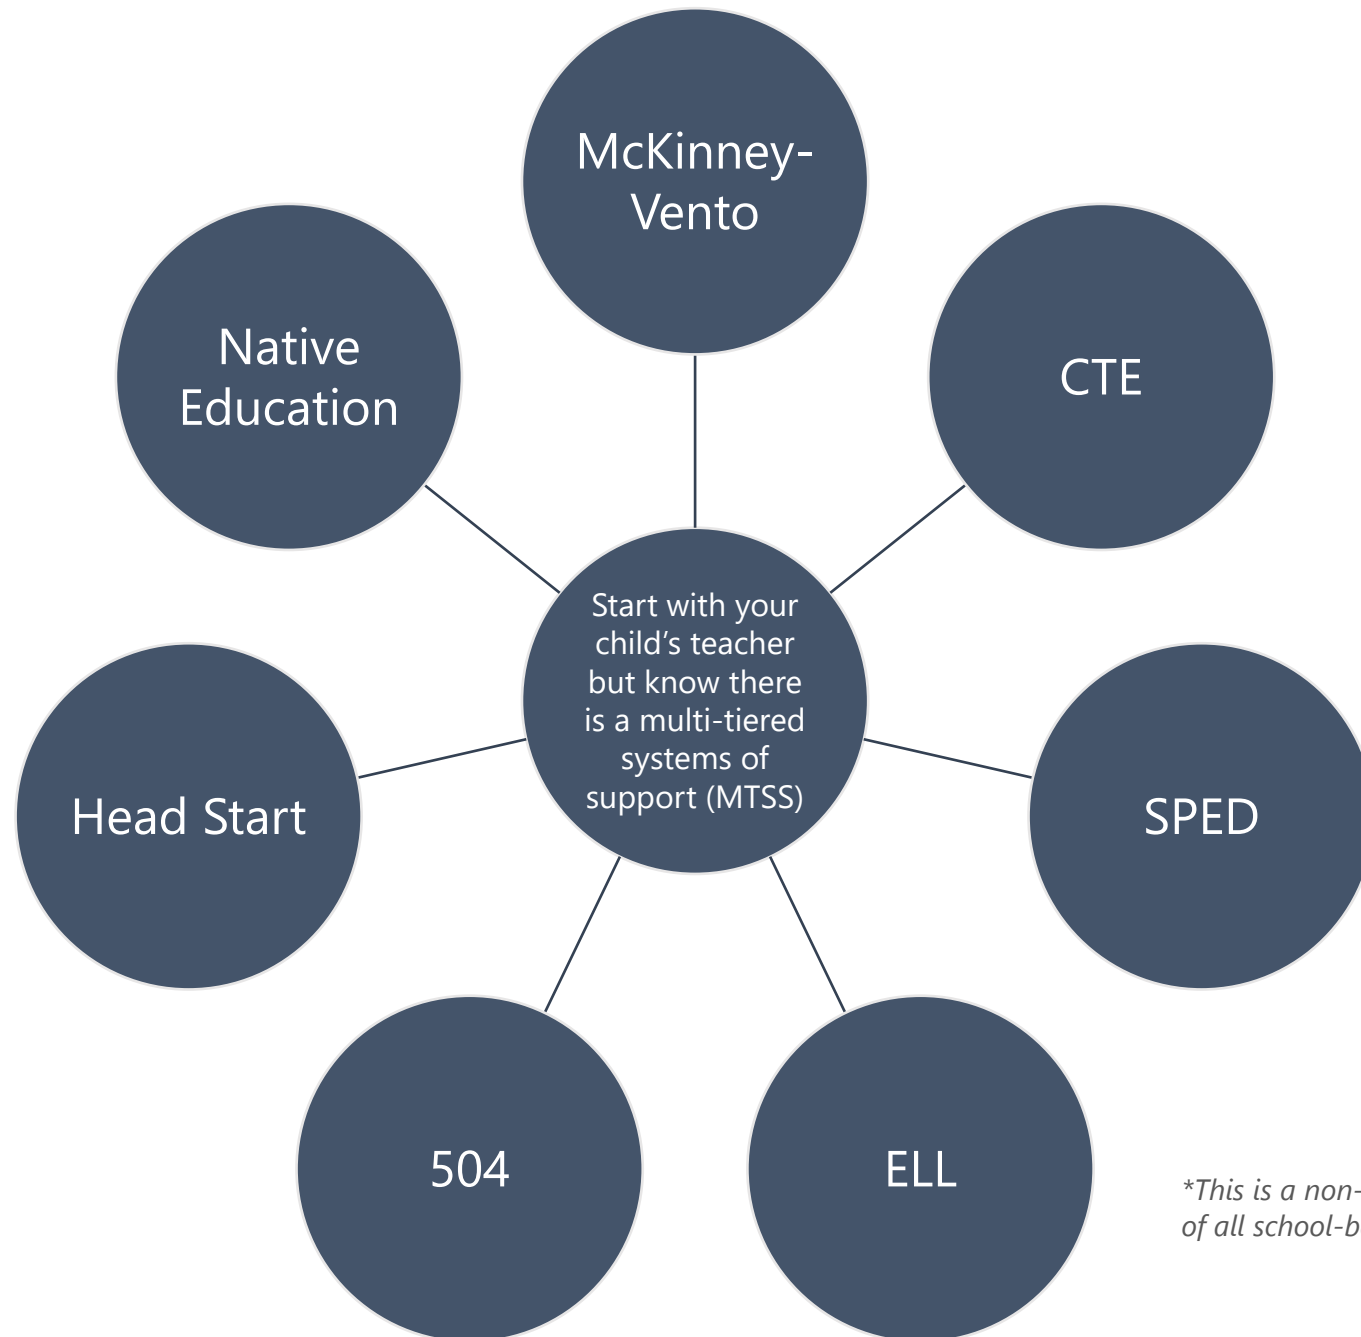 McKinney-
Vento
Native
Education
CTE
Start with your
child’s teacher
but know there
is a multi-tiered
systems of
support (MTSS)
Head Start
SPED
504
ELL
*This is a non-
of all school-b